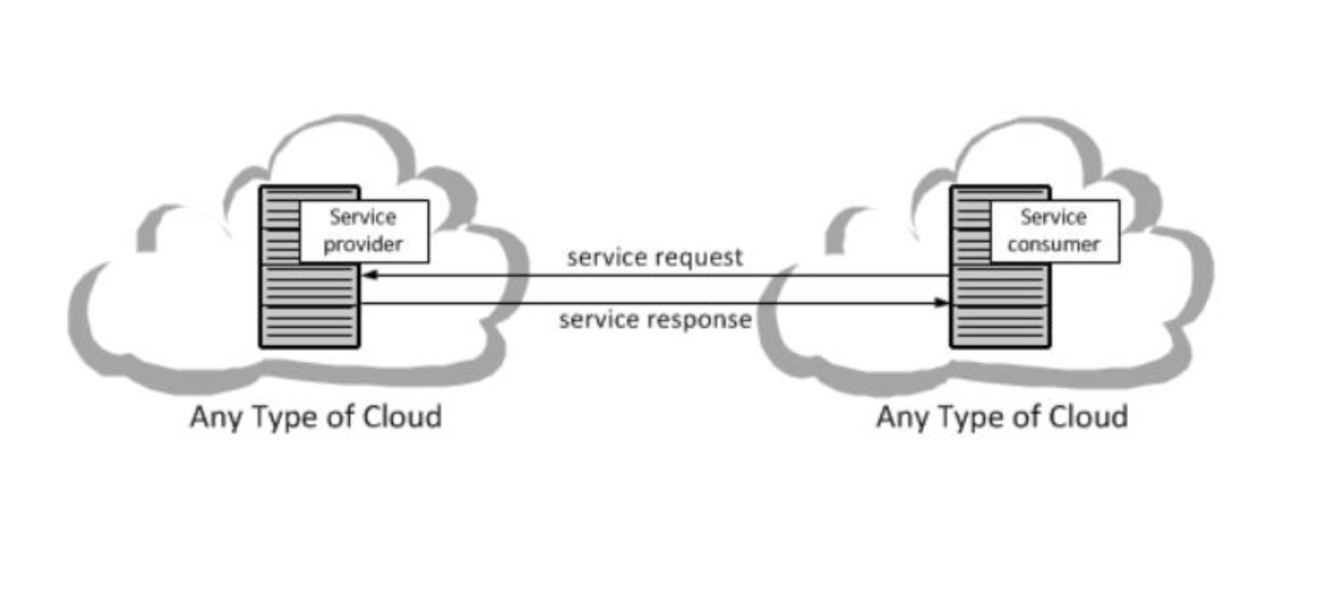 Service
provider
Service
consumer
service request
service response
Any Type of Cloud
Any Type of Cloud